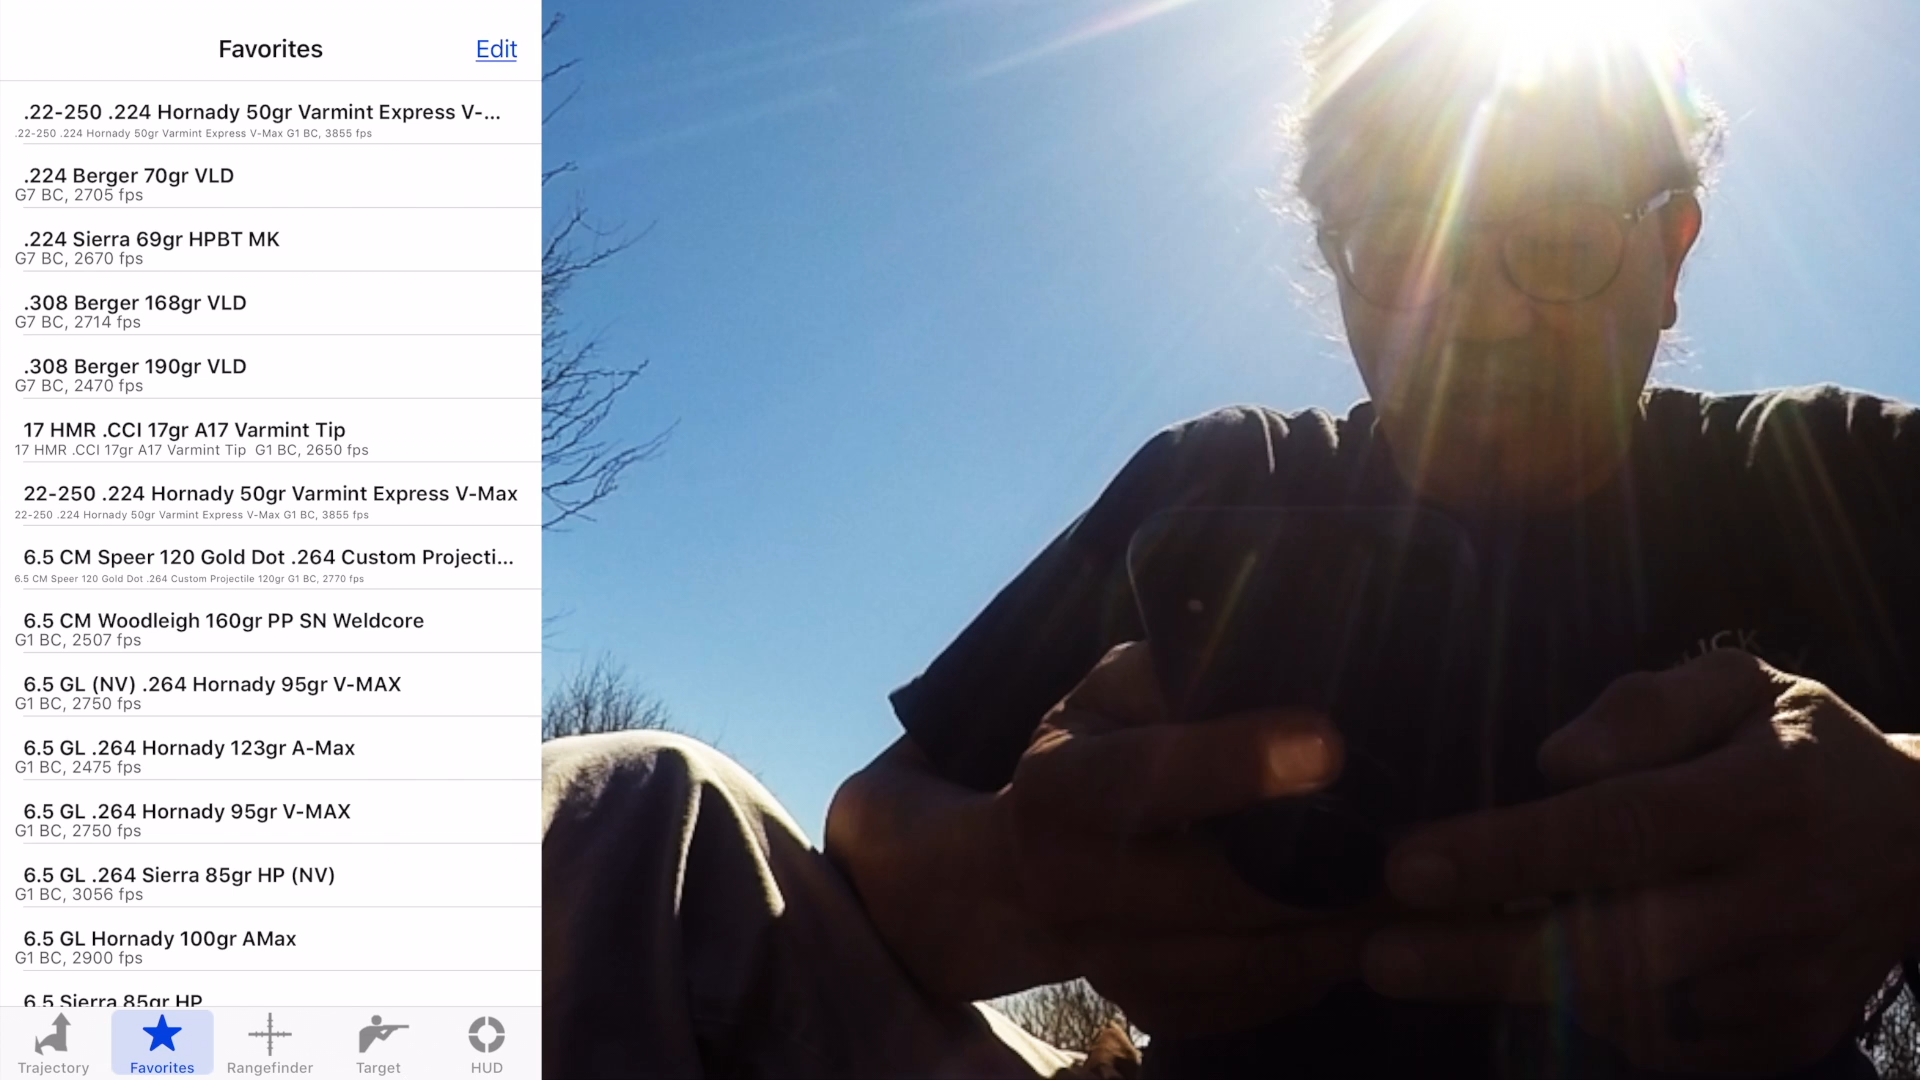 Favorites
Edit
.22-250 .224 Hornady 50gr Varmint Express V-...
.22-250 .224 Hornady 50gr Varmint Express V-Max G1 BC, 3855 fps
.224 Berger 70gr VLD
G7 BC, 2705 fps
.224 Sierra 69gr HPBT MK
G7 BC, 2670 fps
.308 Berger 168gr VLD
G7 BC, 2714 fps
.308 Berger 190gr VLD
G7 BC, 2470 fps
17 HMR .CCI 17gr A17 Varmint Tip
17 HMR .CCI 17gr A17 Varmint Tip G1 BC, 2650 fps
22-250 .224 Hornady 50gr Varmint Express V-Max
22-250 .224 Hornady 50gr Varmint Express V-Max G1 BC, 3855 fps
6.5 CM Speer 120 Gold Dot .264 Custom Projecti...
6.5 CM Speer 120 Gold Dot .264 Custom Projectile 120gr G1 BC, 2770 fps
6.5 CM Woodleigh 160gr PP SN Weldcore
G1 BC, 2507 fps
6.5 GL (NV) .264 Hornady 95gr V-MAX
G1 BC, 2750 fps
6.5 GL .264 Hornady 123gr A-Max
G1 BC, 2475 fps
6.5 GL .264 Hornady 95gr V-MAX
G1 BC, 2750 fps
6.5 GL .264 Sierra 85gr HP (NV)
G1 BC, 3056 fps
6.5 GL Hornady 100gr AMax
G1 BC, 2900 fps
6.5 Sierra 85gr HP
Trajectory
Favorites
Rangefinder
Target
HUD